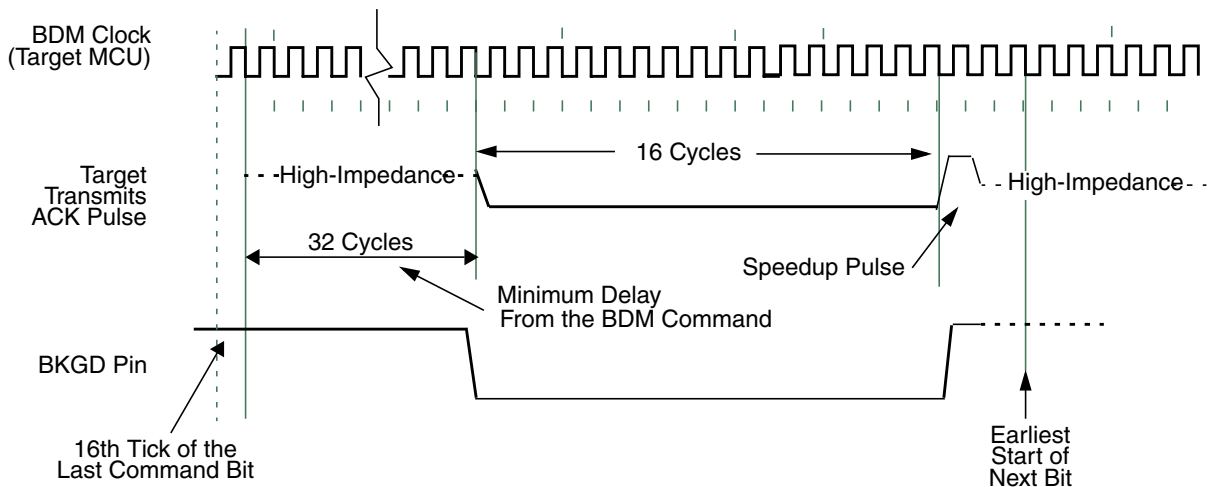 BDM Clock
(Target MCU)
16 Cycles
Target
Transmits
ACK Pulse
High-Impedance
High-Impedance
32 Cycles
Speedup Pulse
Minimum Delay
From the BDM Command
BKGD Pin
16th Tick of the
Last Command Bit
Earliest
Start of
Next Bit